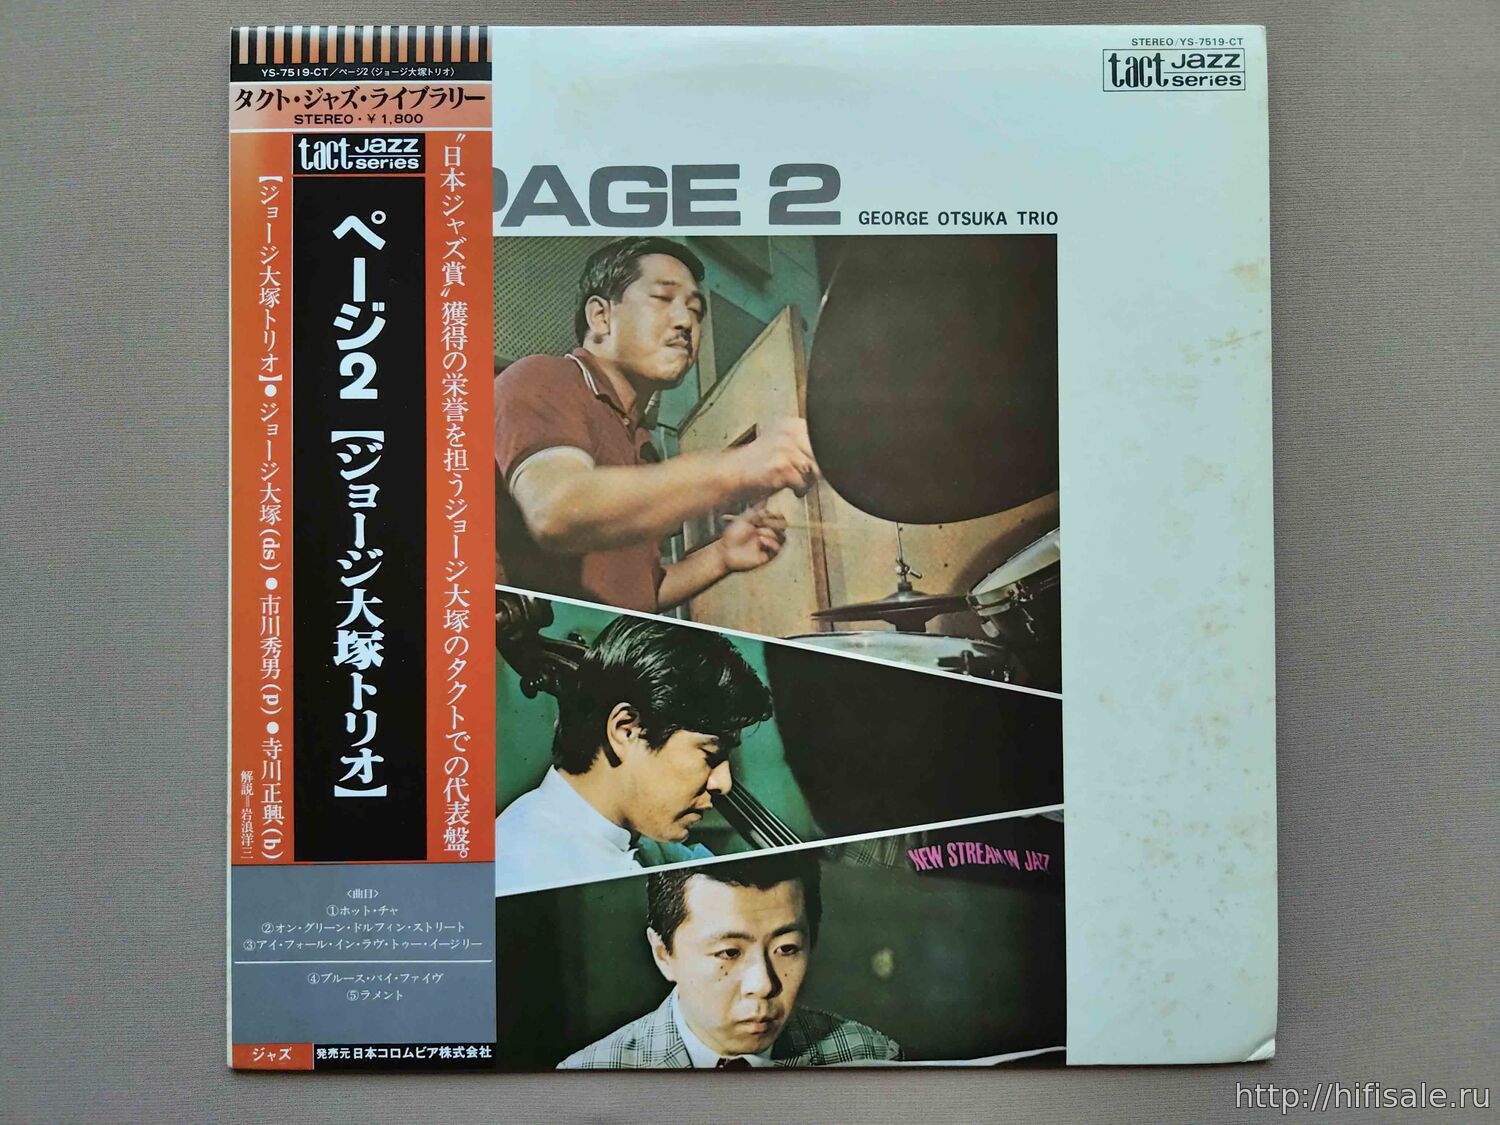 YS-7519-CT/ページ2〈ジョージ大塚トリオ〉
タクト・ジャズ・ライブラリー
STEREO・¥1,800
tact JAZZ series
“日本ジャズ賞”獲得の栄誉を担うジョージ大塚のタクトでの代表盤。
ページ2【ジョージ大塚トリオ】
【ジョージ大塚トリオ】●ジョージ大塚(ds)●市川秀男(p)●寺川正興(b)
解説=岩浪洋三
〈曲目〉
①ホット・チャ
②オン・グリーン・ドルフィン・ストリート
③アイ・フォール・イン・ラヴ・トゥー・イージリー
④ブルース・バイ・ファイヴ
⑤ラメント
ジャズ
発売元日本コロムビア株式会社
STEREO/YS-7519-CT
tact JAZZ series
PAGE 2
GEORGE OTSUKA TRIO
NEW STREAM IN JAZZ
http://hifisale.ru